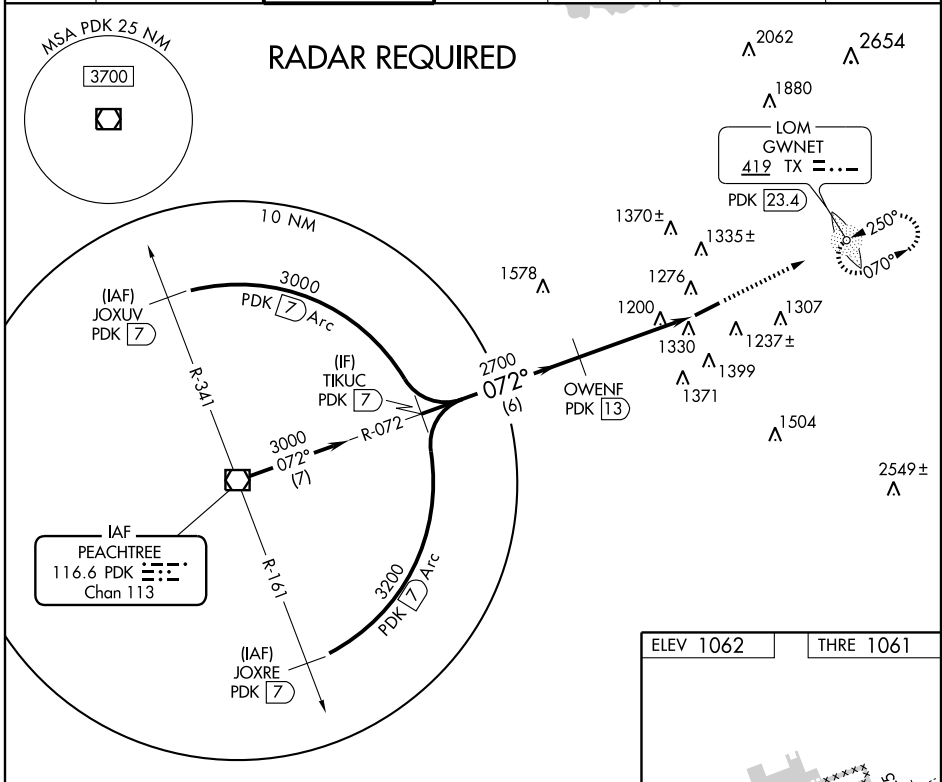 MSA PDK 25 NM
3700
RADAR REQUIRED
2062
2654
1880
LOM
GWNET
419 TX
PDK 23.4
250°
070°
10 NM
1370±
1335±
1578
1276
1200
1330
1307
1237±
1399
1371
1504
2549±
(IAF)
JOXUV
PDK 7
3000
PDK 7 Arc
R-341
(IF)
TIKUC
PDK 7
2700
072°
(6)
OWENF
PDK 13
3000
072°
(7)
R-072
IAF
PEACHTREE
116.6 PDK
Chan 113
R-161
3200
PDK 7 Arc
(IAF)
JOXRE
PDK 7
ELEV 1062
THRE 1061